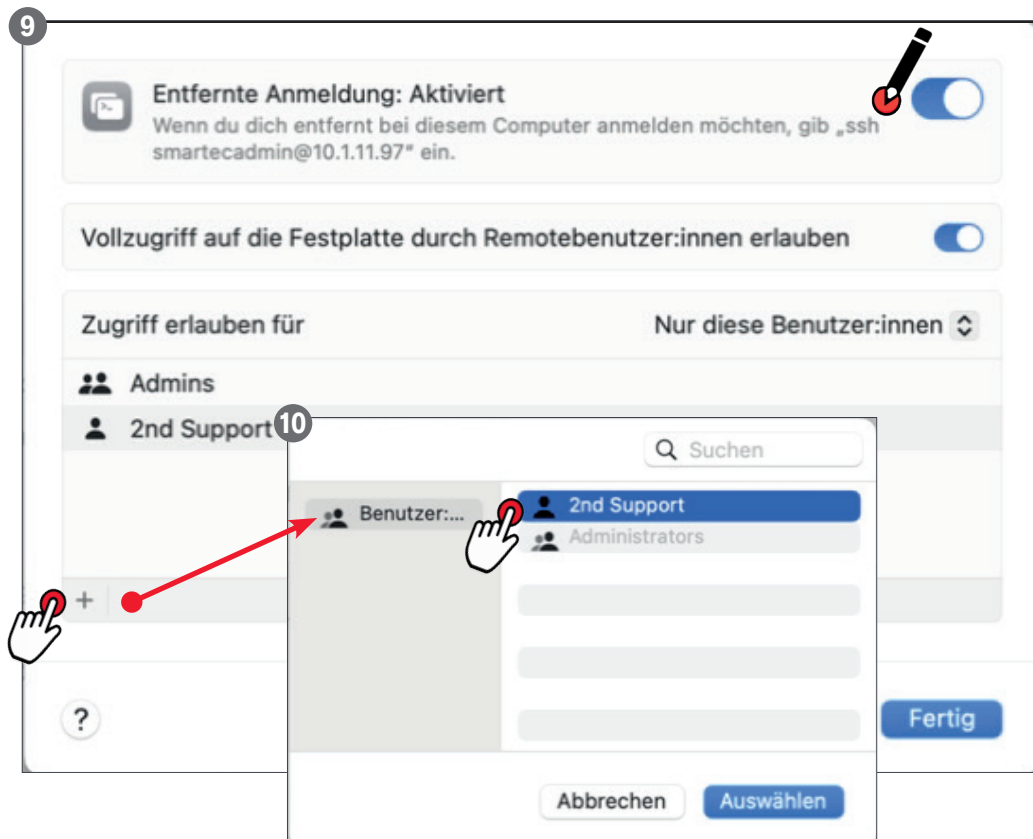 9
Entfernte Anmeldung: Aktiviert
Wenn du dich entfernt bei diesem Computer anmelden möchten, gib „ssh
smartecadmin@10.1.11.97" ein.
Vollzugriff auf die Festplatte durch Remotebenutzer:innen erlauben
Zugriff erlauben für Nur diese Benutzer:innen
Admins
2nd Support
+
?
Fertig
10
Suchen
Benutzer:...
2nd Support
Administrators
Abbrechen Auswählen